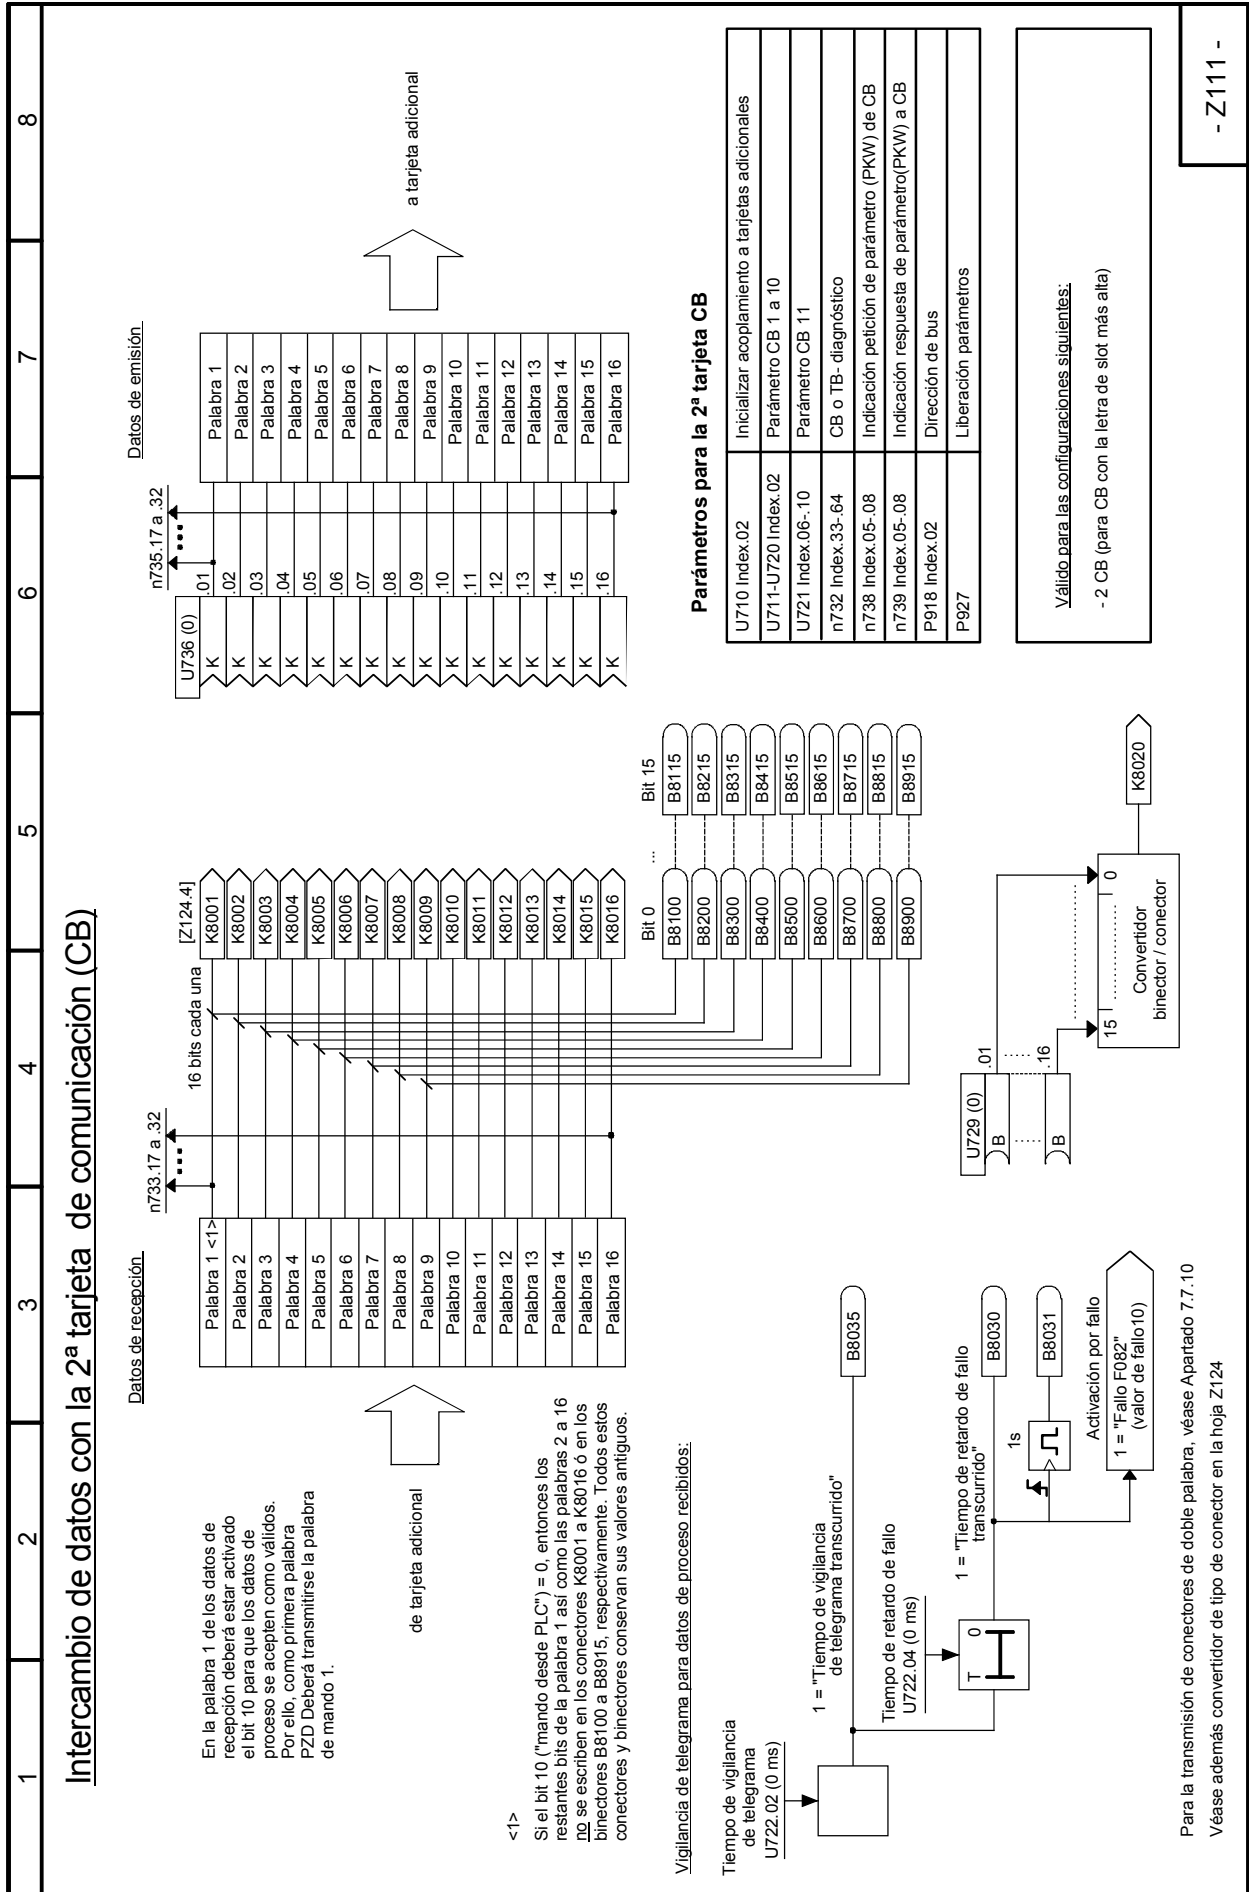 1 2 3 4 5 6 7 8
Intercambio de datos con la 2ª tarjeta de comunicación (CB)
En la palabra 1 de los datos de
recepción deberá estar activado
el bit 10 para que los datos de
proceso se acepten como válidos.
Por ello, como primera palabra
PZD Deberá transmitirse la palabra
de mando 1.
de tarjeta adicional
<1>
Si el bit 10 ("mando desde PLC") = 0, entonces los
restantes bits de la palabra 1 así como las palabras 2 a 16
no se escriben en los conectores K8001 a K8016 ó en los
binectores B8100 a B8915, respectivamente. Todos estos
conectores y binectores conservan sus valores antiguos.
Datos de recepción
Palabra 1 <1>
Palabra 2
Palabra 3
Palabra 4
Palabra 5
Palabra 6
Palabra 7
Palabra 8
Palabra 9
Palabra 10
Palabra 11
Palabra 12
Palabra 13
Palabra 14
Palabra 15
Palabra 16
n733.17 a .32
16 bits cada una
[Z124.4]
K8001
K8002
K8003
K8004
K8005
K8006
K8007
K8008
K8009
K8010
K8011
K8012
K8013
K8014
K8015
K8016
Bit 0 ... Bit 15
B8100 B8115
B8200 B8215
B8300 B8315
B8400 B8415
B8500 B8515
B8600 B8615
B8700 B8715
B8800 B8815
B8900 B8915
Datos de emisión
n735.17 a .32
U736 (0)
K .01 Palabra 1
K .02 Palabra 2
K .03 Palabra 3
K .04 Palabra 4
K .05 Palabra 5
K .06 Palabra 6
K .07 Palabra 7
K .08 Palabra 8
K .09 Palabra 9
K .10 Palabra 10
K .11 Palabra 11
K .12 Palabra 12
K .13 Palabra 13
K .14 Palabra 14
K .15 Palabra 15
K .16 Palabra 16
a tarjeta adicional
Vigilancia de telegrama para datos de proceso recibidos:
Tiempo de vigilancia
de telegrama
U722.02 (0 ms)
1 = "Tiempo de vigilancia
de telegrama transcurrido"
B8035
Tiempo de retardo de fallo
U722.04 (0 ms)
T 0
1 = "Tiempo de retardo de fallo
transcurrido"
B8030
1s
B8031
Activación por fallo
1 = "Fallo F082"
(valor de fallo10)
U729 (0)
B .01
..... .....
B .16
15 ............... 0
Convertidor
binector / conector
K8020
Parámetros para la 2ª tarjeta CB
U710 Index.02 Inicializar acoplamiento a tarjetas adicionales
U711-U720 Index.02 Parámetro CB 1 a 10
U721 Index.06-.10 Parámetro CB 11
n732 Index.33-.64 CB o TB- diagnóstico
n738 Index.05-.08 Indicación petición de parámetro (PKW) de CB
n739 Index.05-.08 Indicación respuesta de parámetro(PKW) a CB
P918 Index.02 Dirección de bus
P927 Liberación parámetros
Válido para las configuraciones siguientes:
- 2 CB (para CB con la letra de slot más alta)
Para la transmisión de conectores de doble palabra, véase Apartado 7.7.10
Véase además convertidor de tipo de conector en la hoja Z124
- Z111 -